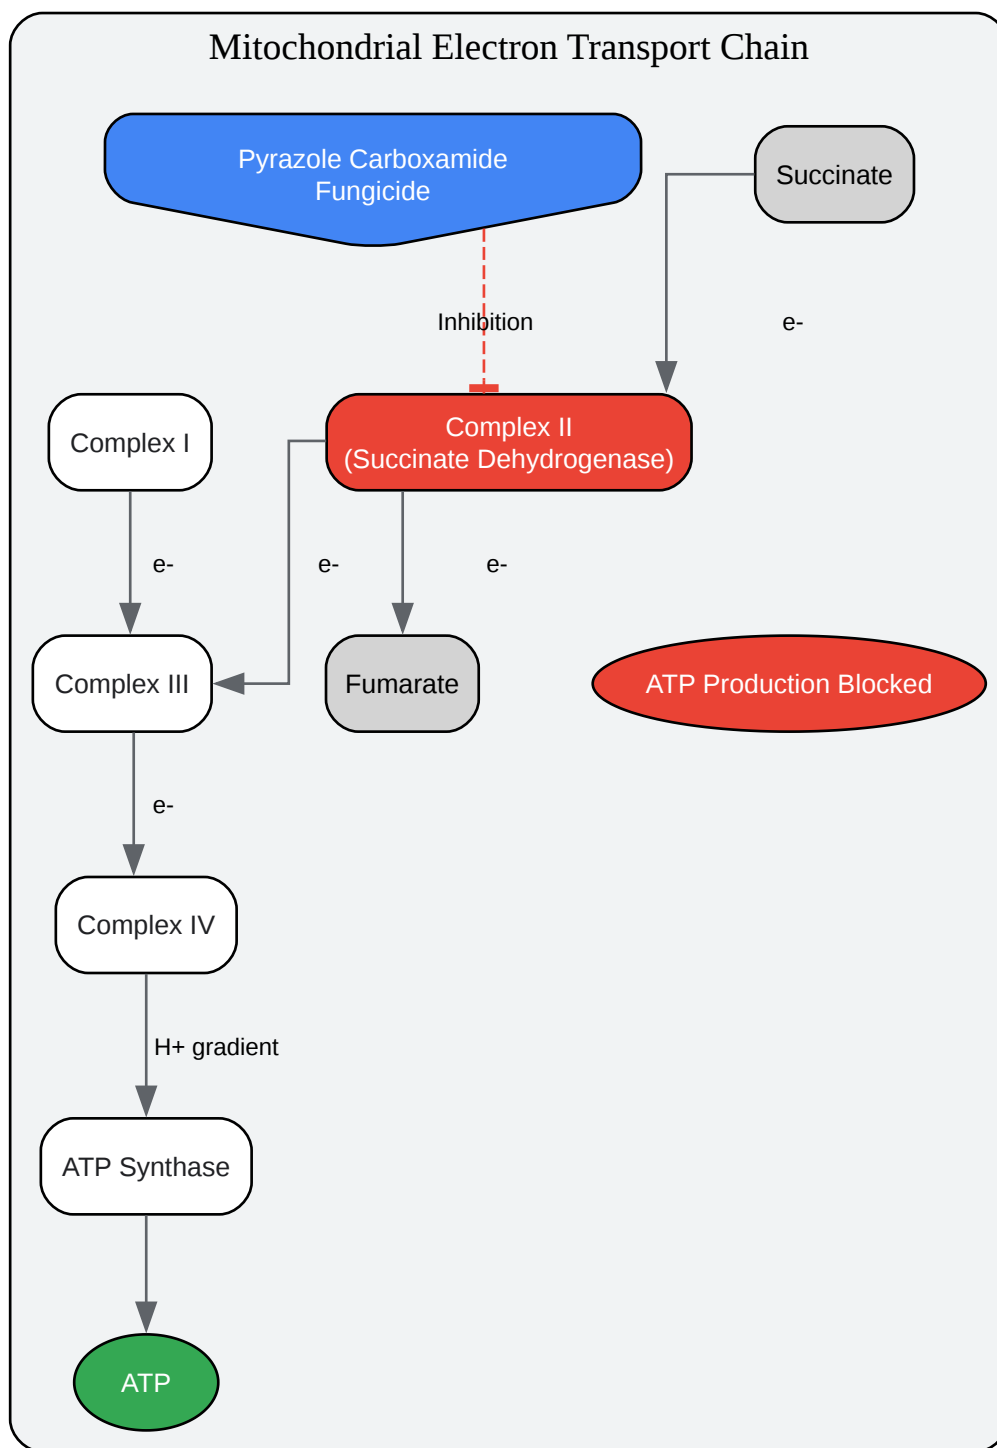 Mitochondrial Electron Transport Chain
Pyrazole Carboxamide
Fungicide
Succinate
Inhibition
e-
Complex I
Complex II
(Succinate Dehydrogenase)
e-
e-
e-
Complex III
Fumarate
ATP Production Blocked
e-
Complex IV
H+ gradient
ATP Synthase
ATP